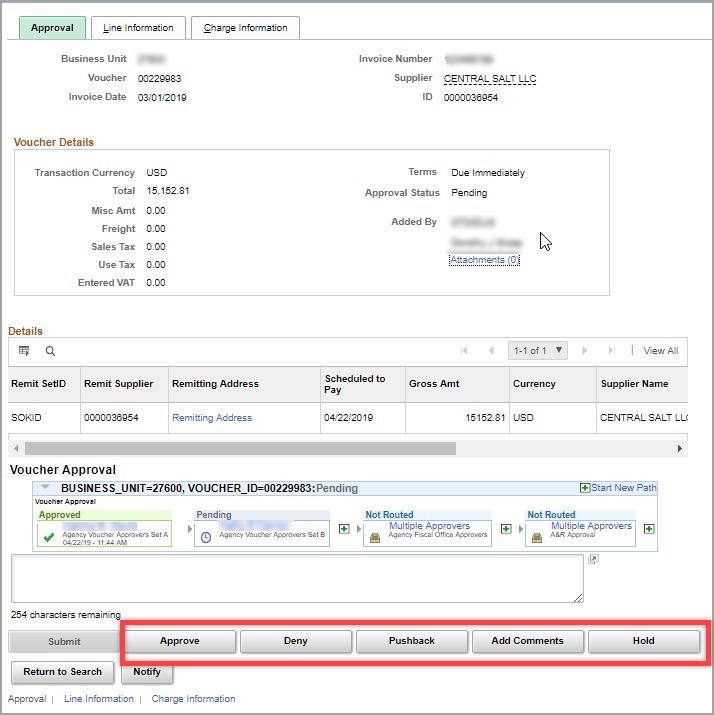 Approval Line Information Charge Information
Business Unit Invoice Number
Voucher 00229983 Supplier CENTRAL SALT LLC
Invoice Date 03/01/2019 ID 0000036954
Voucher Details
Transaction Currency USD Terms Due Immediately
Total 15,152.81 Approval Status Pending
Misc Amt 0.00
Freight 0.00 Added By
Sales Tax 0.00
Use Tax 0.00 Attachments (0)
Entered VAT 0.00
Details
1-1 of 1 View All
Remit SetID Remit Supplier Remitting Address Scheduled to Pay Gross Amt Currency Supplier Name
SOKID 0000036954 Remitting Address 04/22/2019 15152.81 USD CENTRAL SALT LLC
Voucher Approval
BUSINESS_UNIT=27600, VOUCHER_ID=00229983:Pending Start New Path
Voucher Approval
Approved Pending Not Routed Not Routed
Multiple Approvers Multiple Approvers
Agency Voucher Approvers Set A Agency Voucher Approvers Set B Agency Fiscal Office Approvers A&R Approval
04/22/19 - 11:44 AM
254 characters remaining
Submit Approve Deny Pushback Add Comments Hold
Return to Search Notify
Approval | Line Information | Charge Information